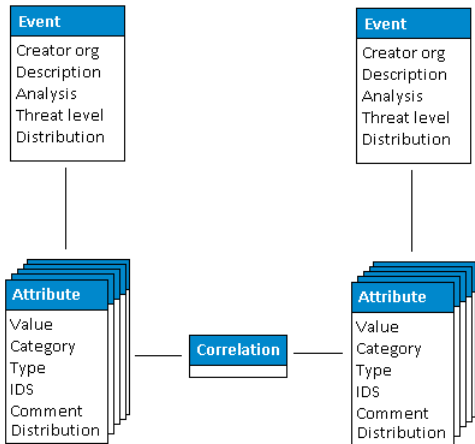 Event
Creator org
Description
Analysis
Threat level
Distribution
Event
Creator org
Description
Analysis
Threat level
Distribution
Attribute
Value
Category
Type
IDS
Comment
Distribution
Correlation
Attribute
Value
Category
Type
IDS
Comment
Distribution